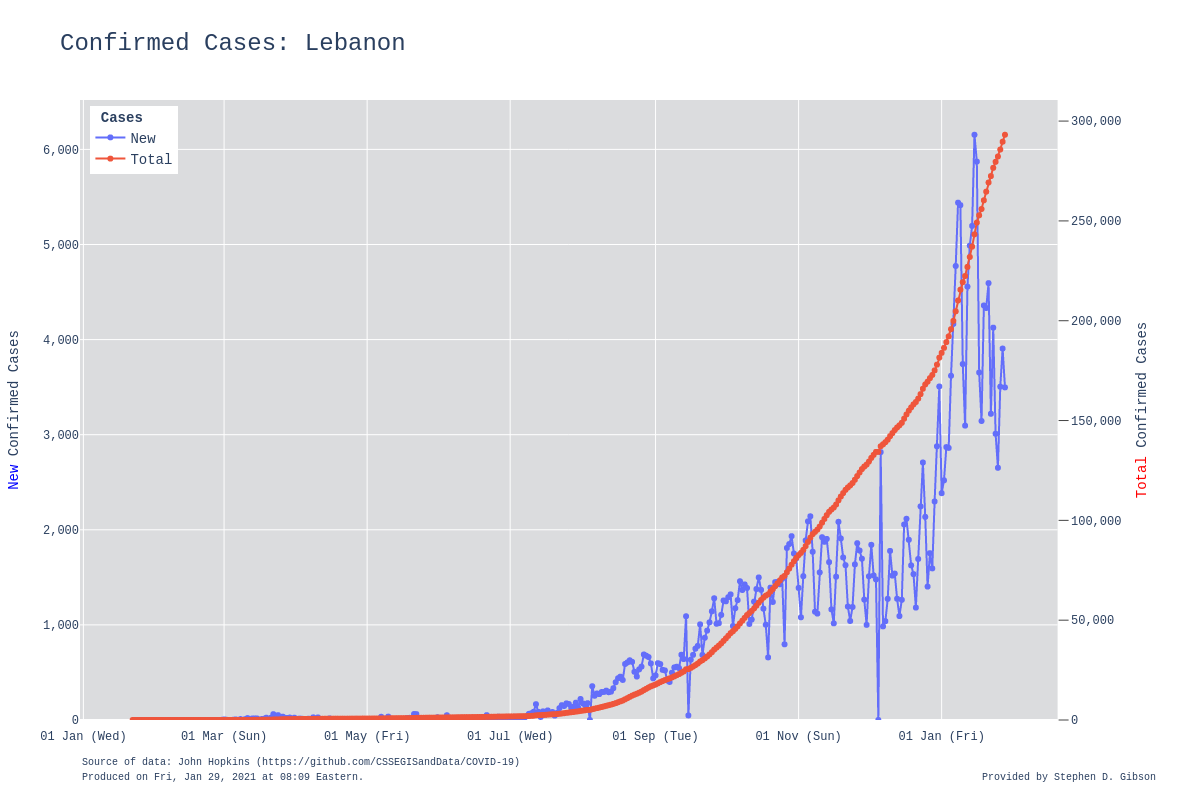 Confirmed Cases: Lebanon
Cases
New
Total
6,000
5,000
4,000
3,000
2,000
1,000
0
300,000
250,000
200,000
150,000
100,000
50,000
0
New Confirmed Cases
Total Confirmed Cases
01 Jan (Wed) 01 Mar (Sun) 01 May (Fri) 01 Jul (Wed) 01 Sep (Tue) 01 Nov (Sun) 01 Jan (Fri)
Source of data: John Hopkins (https://github.com/CSSEGISandData/COVID-19)
Produced on Fri, Jan 29, 2021 at 08:09 Eastern.
Provided by Stephen D. Gibson